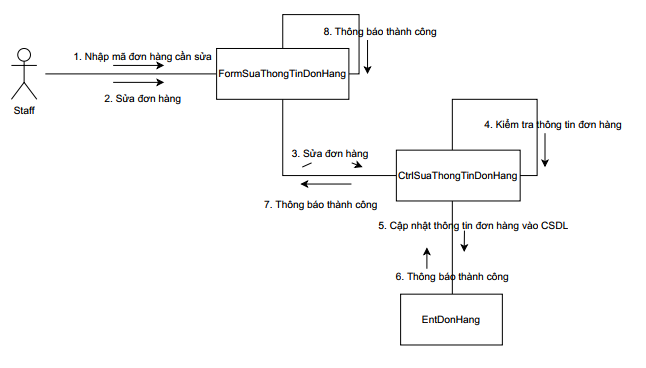 8. Thông báo thành công
1. Nhập mã đơn hàng cần sửa
FormSuaThongTinDonHang
2. Sửa đơn hàng
Staff
4. Kiểm tra thông tin đơn hàng
3. Sửa đơn hàng
CtrlSuaThongTinDonHang
7. Thông báo thành công
5. Cập nhật thông tin đơn hàng vào CSDL
6. Thông báo thành công
EntDonHang